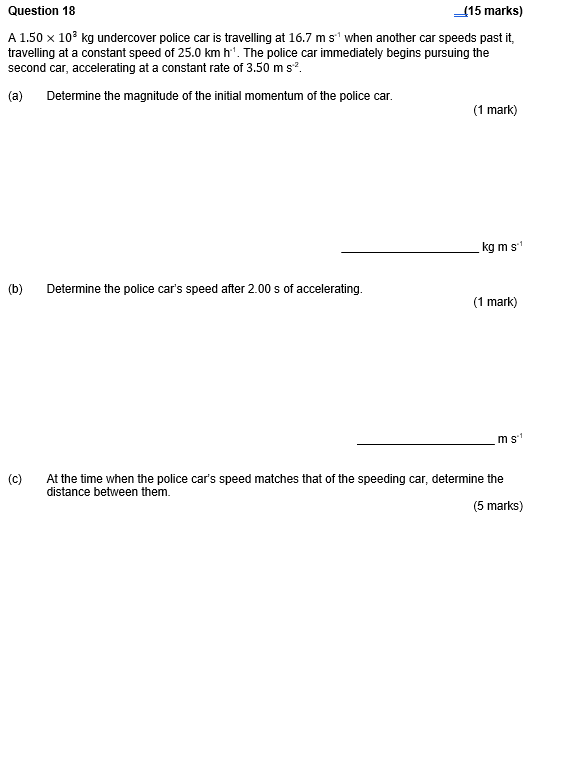 Question 18 (15 marks)
A 1.50 × 10³ kg undercover police car is travelling at 16.7 m s⁻¹ when another car speeds past it,
travelling at a constant speed of 25.0 km h⁻¹. The police car immediately begins pursuing the
second car, accelerating at a constant rate of 3.50 m s⁻².
(a) Determine the magnitude of the initial momentum of the police car.
(1 mark)
kg m s⁻¹
(b) Determine the police car's speed after 2.00 s of accelerating.
(1 mark)
m s⁻¹
(c) At the time when the police car's speed matches that of the speeding car, determine the
distance between them.
(5 marks)